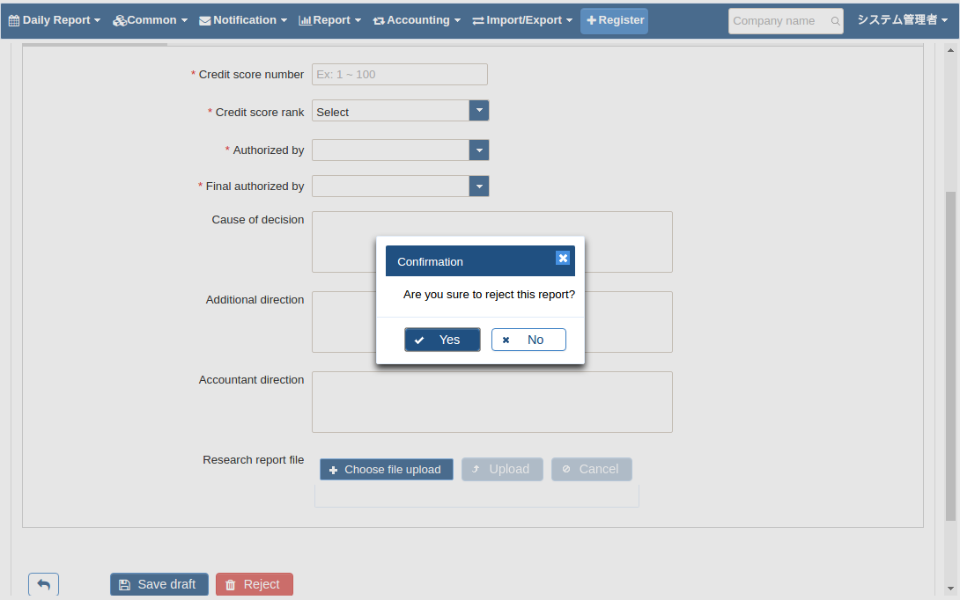 Daily Report Common Notification Report Accounting Import/Export Register Company name システム管理者
* Credit score number Ex: 1 ~ 100
* Credit score rank Select
* Authorized by
* Final authorized by
Cause of decision
Confirmation
Are you sure to reject this report?
Yes No
Additional direction
Accountant direction
Research report file Choose file upload Upload Cancel
Save draft Reject